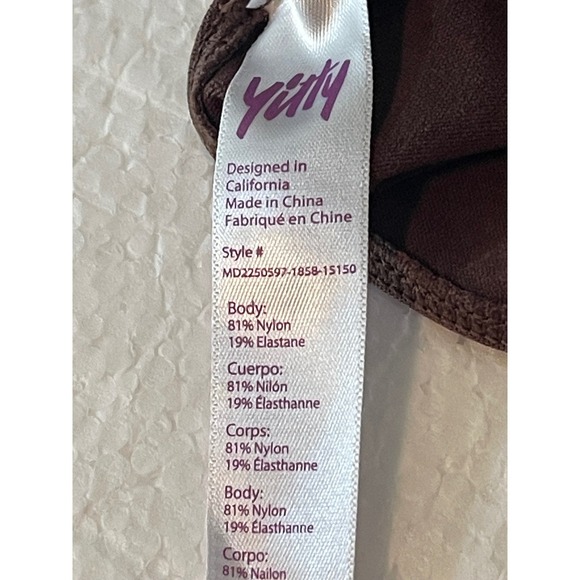 Yitty
Designed in
California
Made in China
Fabriqué en Chine
Style #
MD2250597-1858-15150
Body:
81% Nylon
19% Elastane
Cuerpo:
81% Nilón
19% Élasthanne
Corps:
81% Nylon
19% Élasthanne
Body:
81% Nylon
19% Élasthanne
Corpo:
81% Nailon